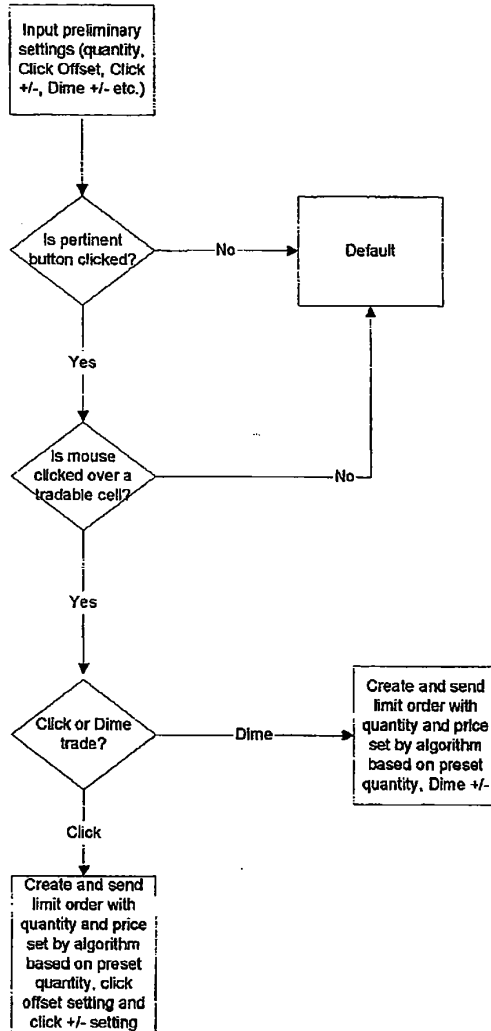 Input preliminary
settings (quantity,
Click Offset, Click
+/-, Dime +/- etc.)
Is pertinent
button clicked?
No
Default
Yes
Is mouse
clicked over a
tradable cell?
No
Yes
Click or Dime
trade?
Dime
Create and send
limit order with
quantity and price
set by algorithm
based on preset
quantity, Dime +/-
Click
Create and send
limit order with
quantity and price
set by algorithm
based on preset
quantity, click
offset setting and
click +/- setting